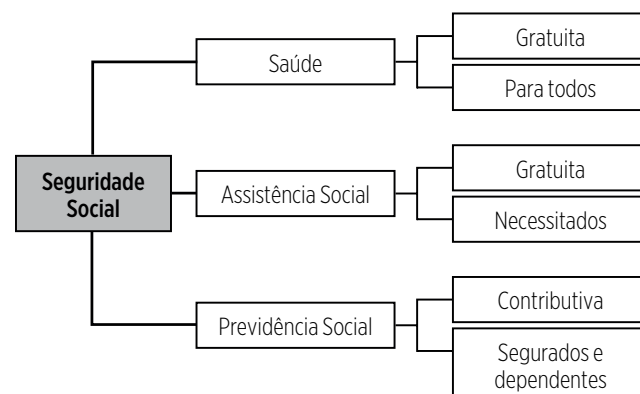 Seguridade
Social
Saúde
Gratuita
Para todos
Assistência Social
Gratuita
Necessitados
Previdência Social
Contributiva
Segurados e
dependentes